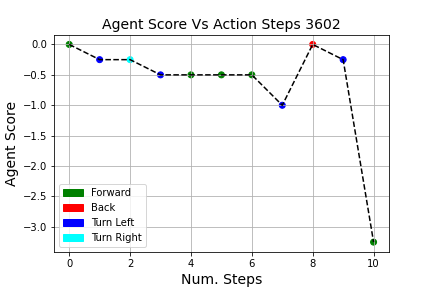 Agent Score Vs Action Steps 3602
0.0
−0.5
−1.0
−1.5
−2.0
−2.5
−3.0
Agent Score
Forward
Back
Turn Left
Turn Right
0 2 4 6 8 10
Num. Steps